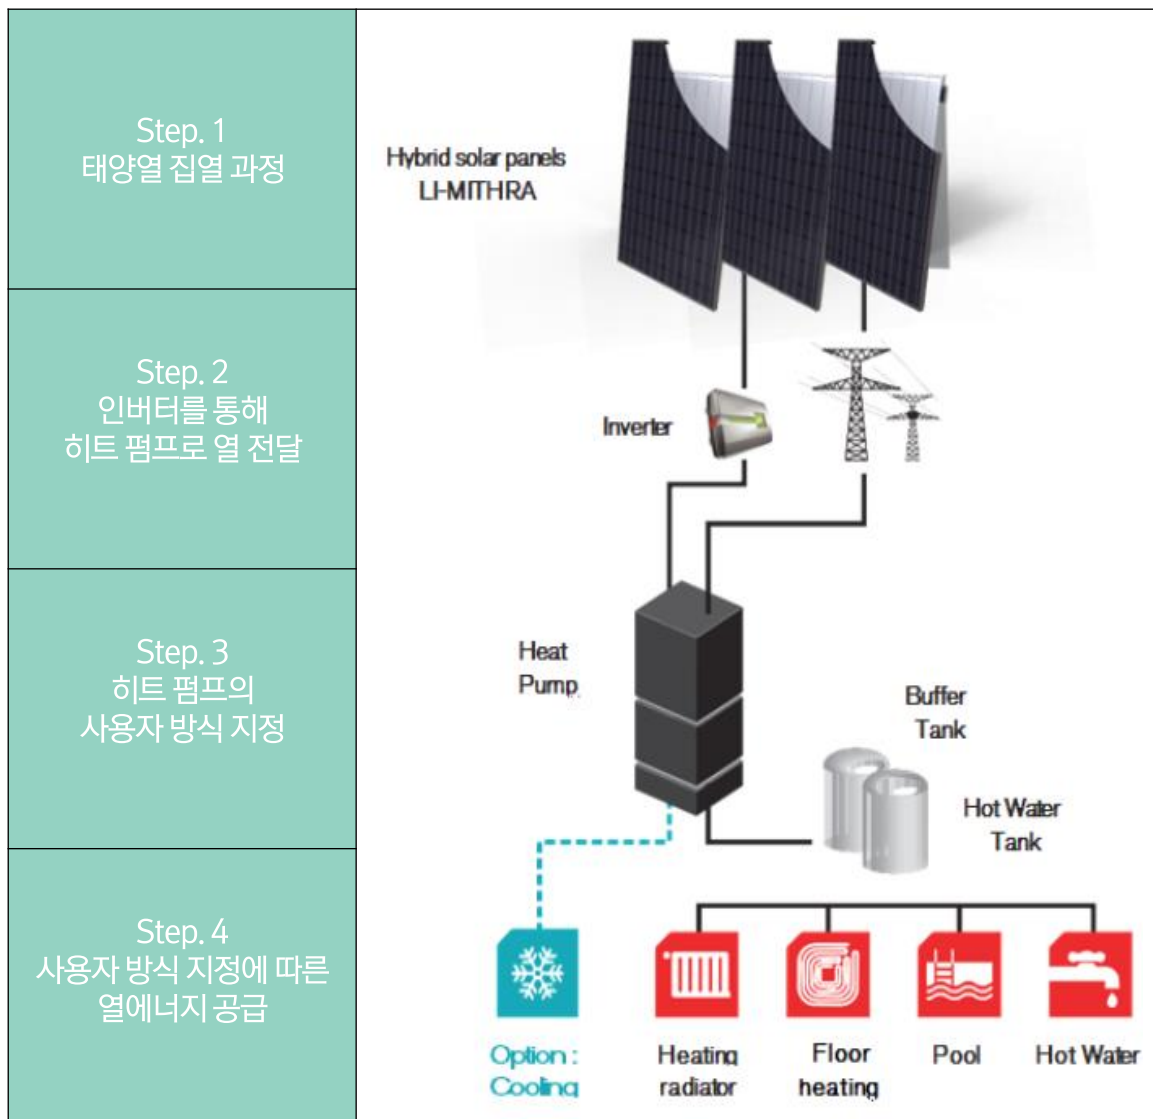 Step. 1
태양열 집열 과정
Hybrid solar panels
LI-MITHRA
Step. 2
인버터를 통해
히트 펌프로 열 전달
Inverter
Step. 3
히트 펌프의
사용자 방식 지정
Heat
Pump
Buffer
Tank
Hot Water
Tank
Step. 4
사용자 방식 지정에 따른
열에너지 공급
Option :
Cooling
Heating
radiator
Floor
heating
Pool
Hot Water